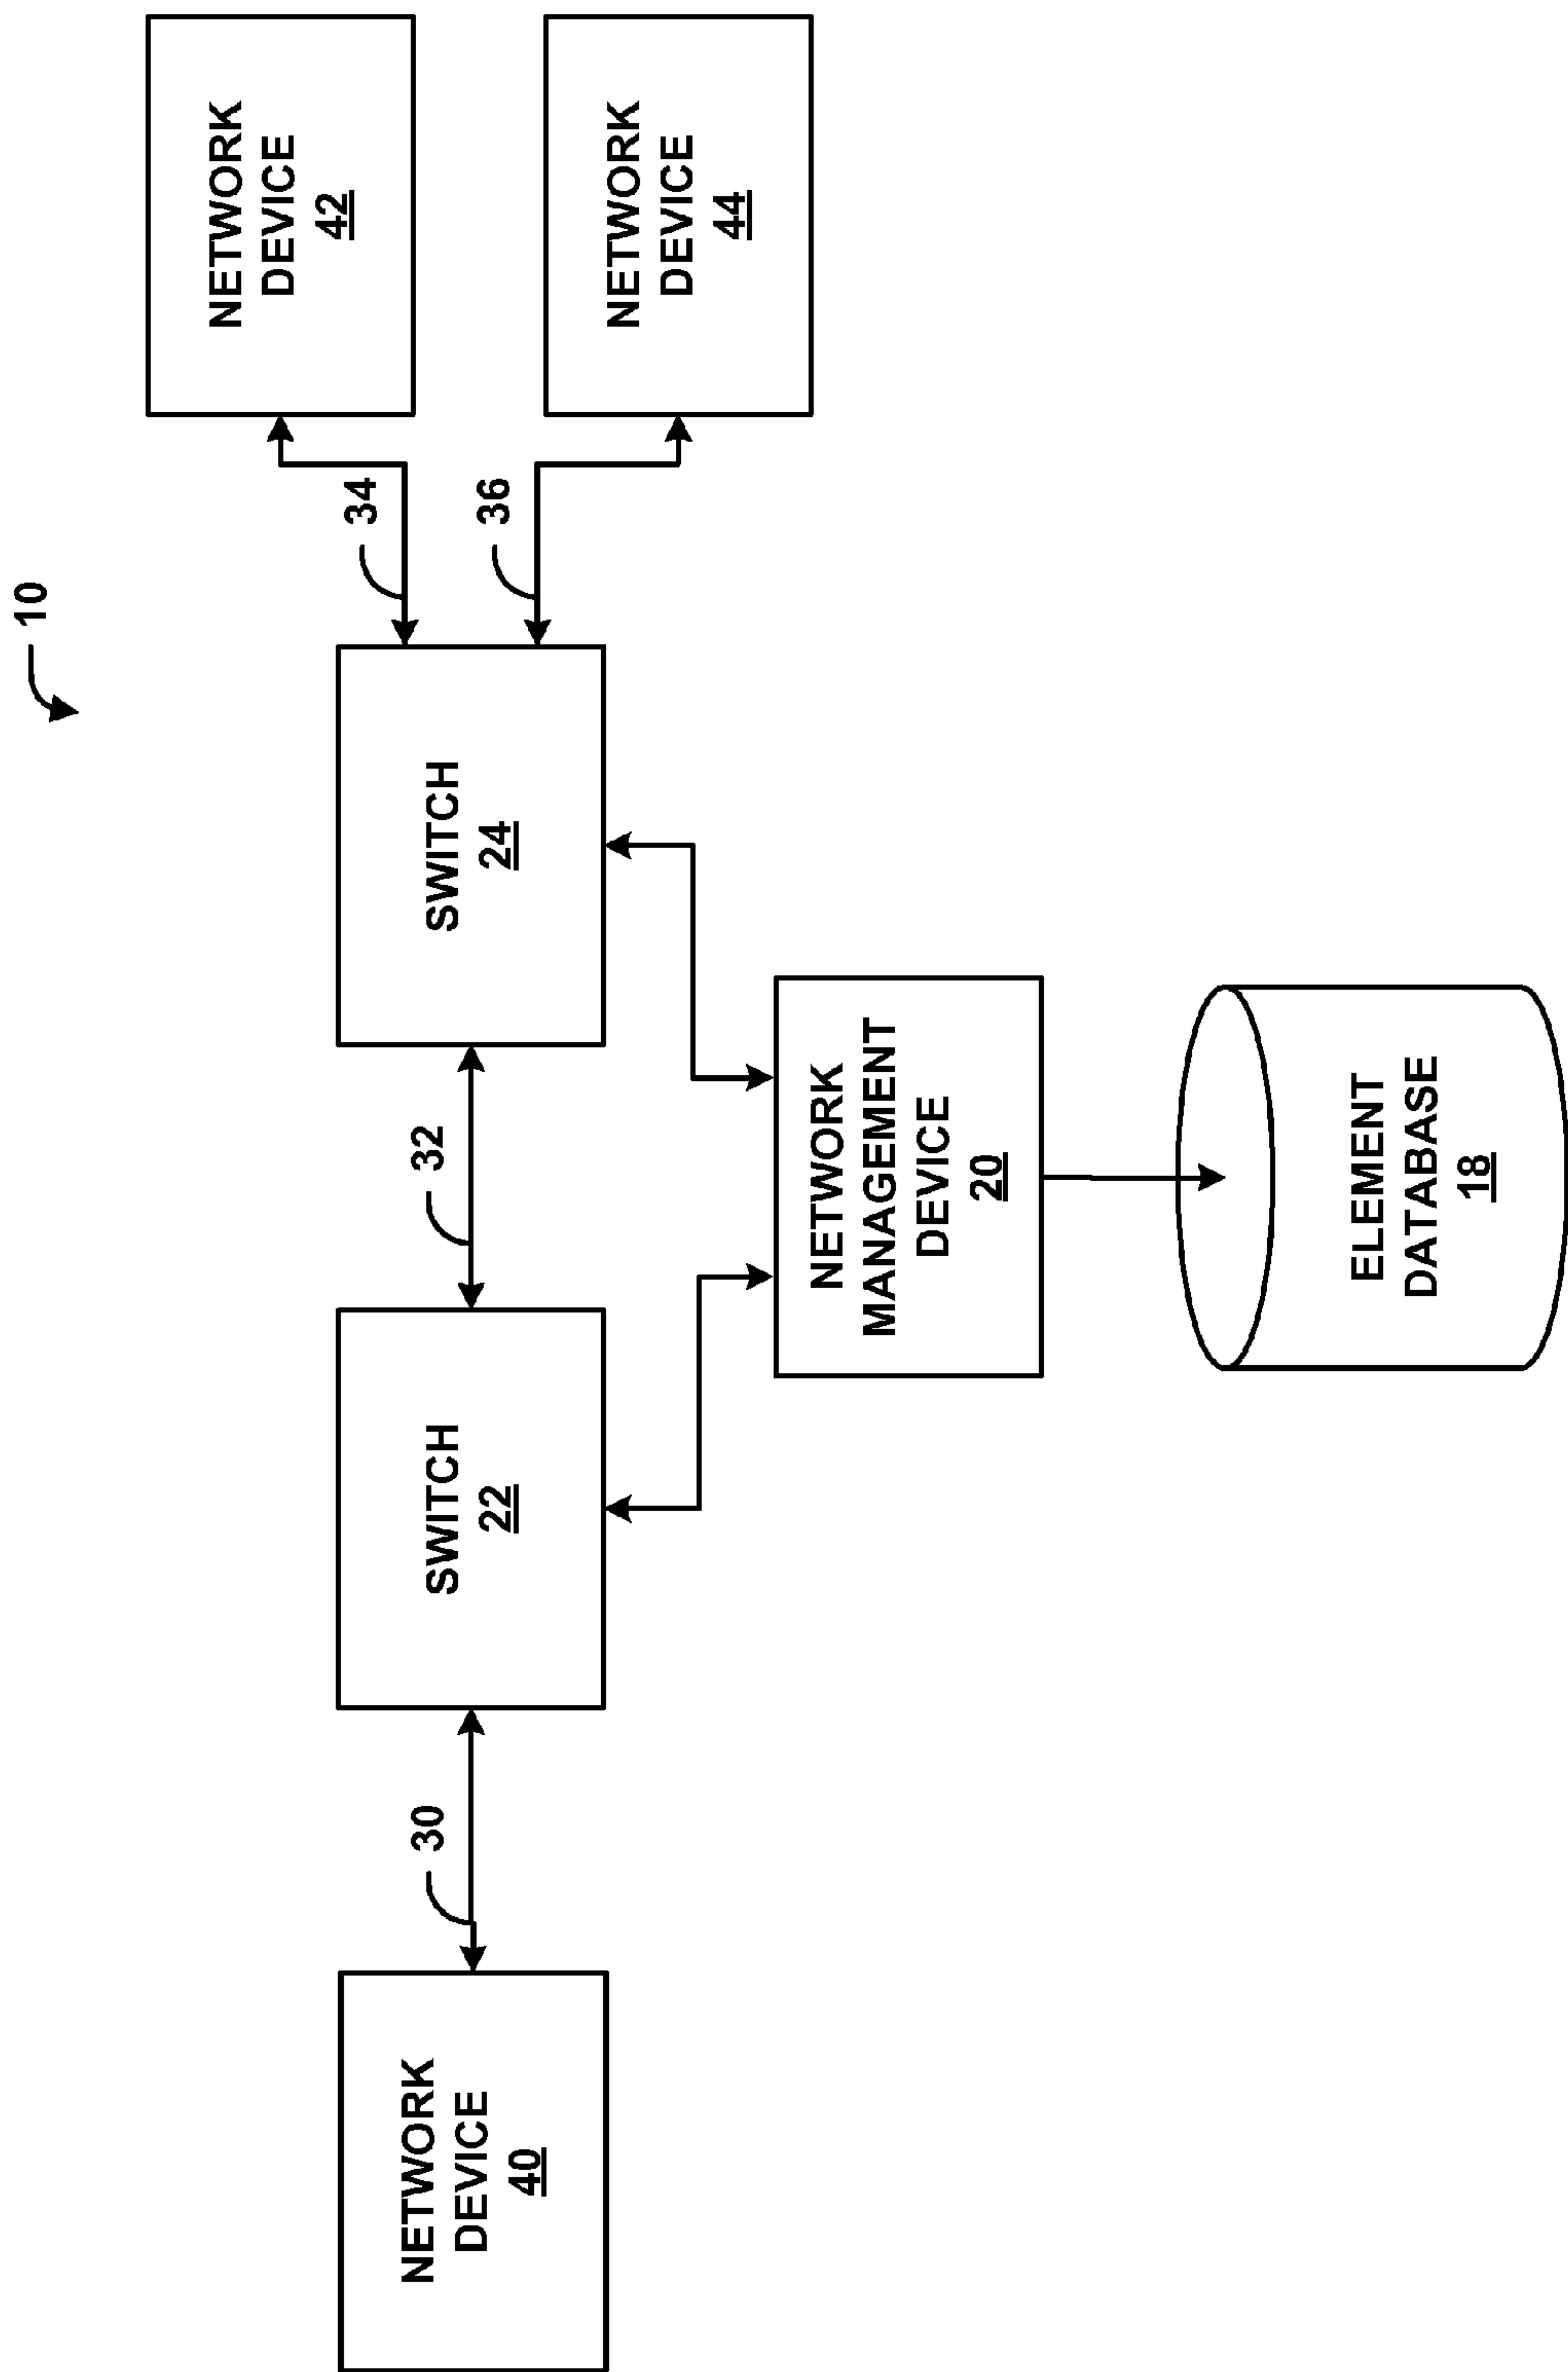 10
NETWORK
DEVICE
42
34
36
NETWORK
DEVICE
44
NETWORK
DEVICE
40
30
SWITCH
22
32
SWITCH
24
NETWORK
MANAGEMENT
DEVICE
20
ELEMENT
DATABASE
18